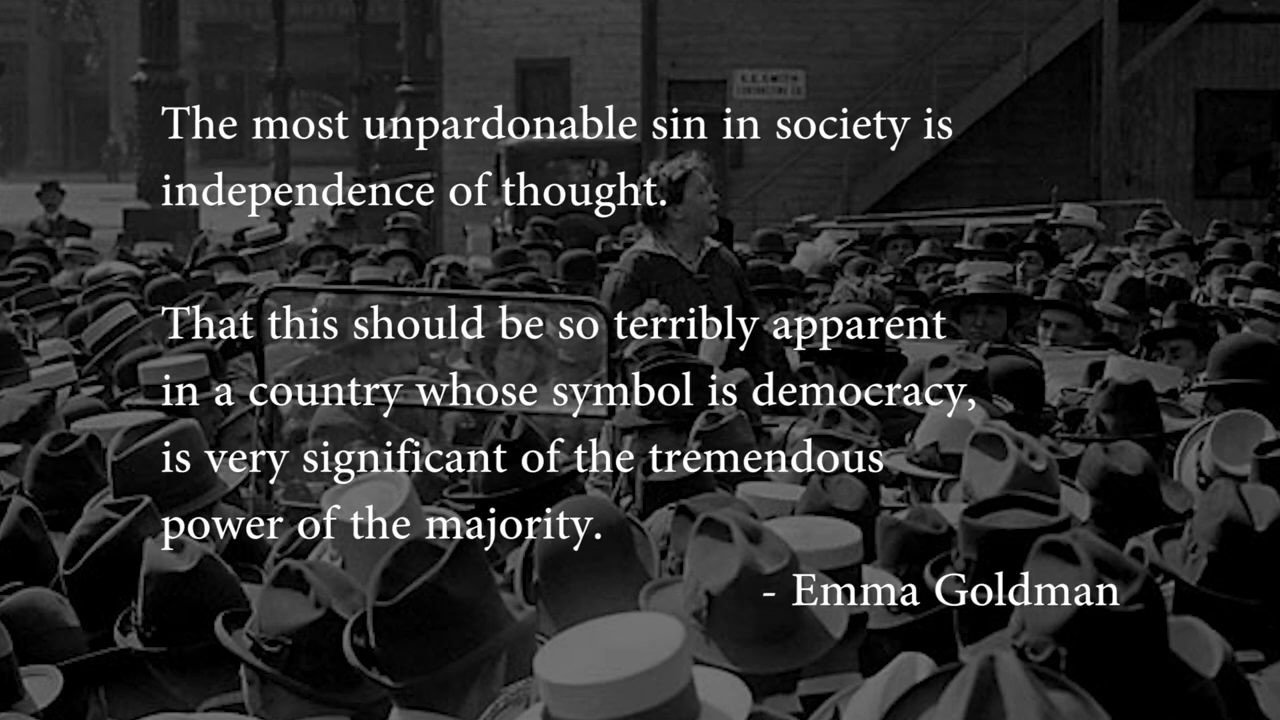 The most unpardonable sin in society is
independence of thought.
That this should be so terribly apparent
in a country whose symbol is democracy,
is very significant of the tremendous
power of the majority.
- Emma Goldman